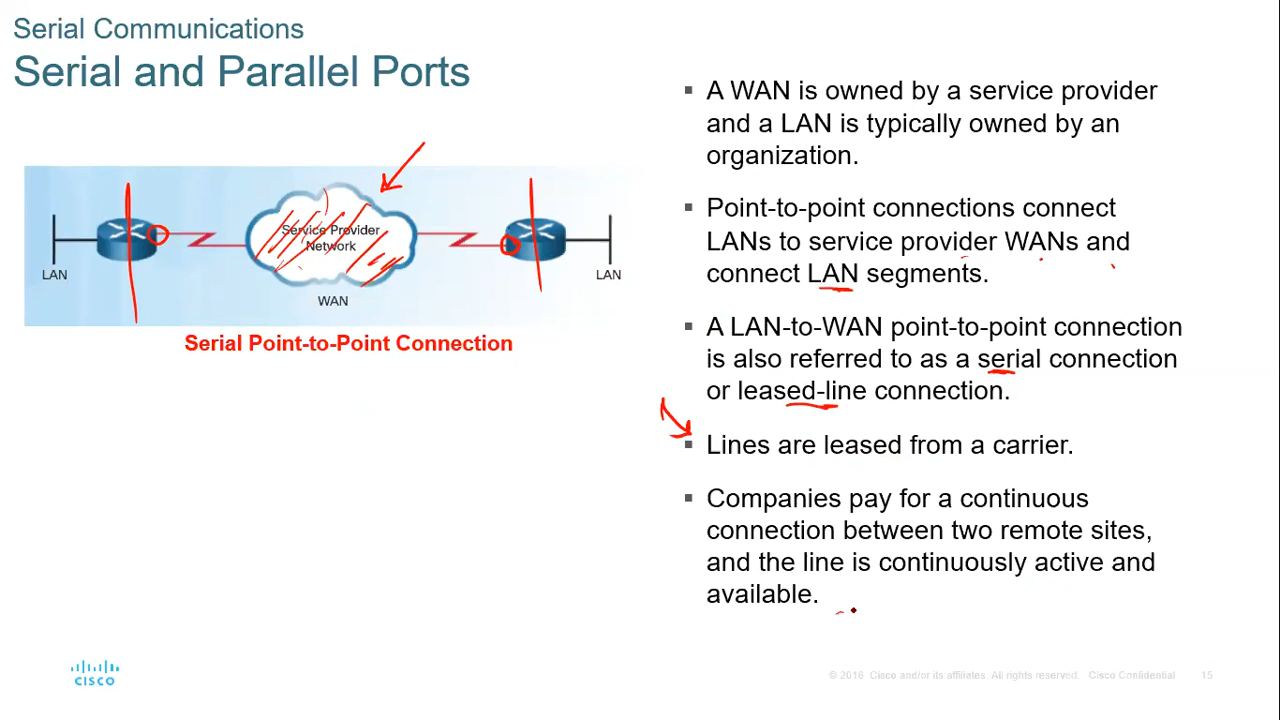 Serial Communications
Serial and Parallel Ports
LAN
Service Provider
Network
WAN
LAN
Serial Point-to-Point Connection
▪ A WAN is owned by a service provider
and a LAN is typically owned by an
organization.
▪ Point-to-point connections connect
LANs to service provider WANs and
connect LAN segments.
▪ A LAN-to-WAN point-to-point connection
is also referred to as a serial connection
or leased-line connection.
▪ Lines are leased from a carrier.
▪ Companies pay for a continuous
connection between two remote sites,
and the line is continuously active and
available.
CISCO
© 2016 Cisco and/or its affiliates. All rights reserved. Cisco Confidential 15